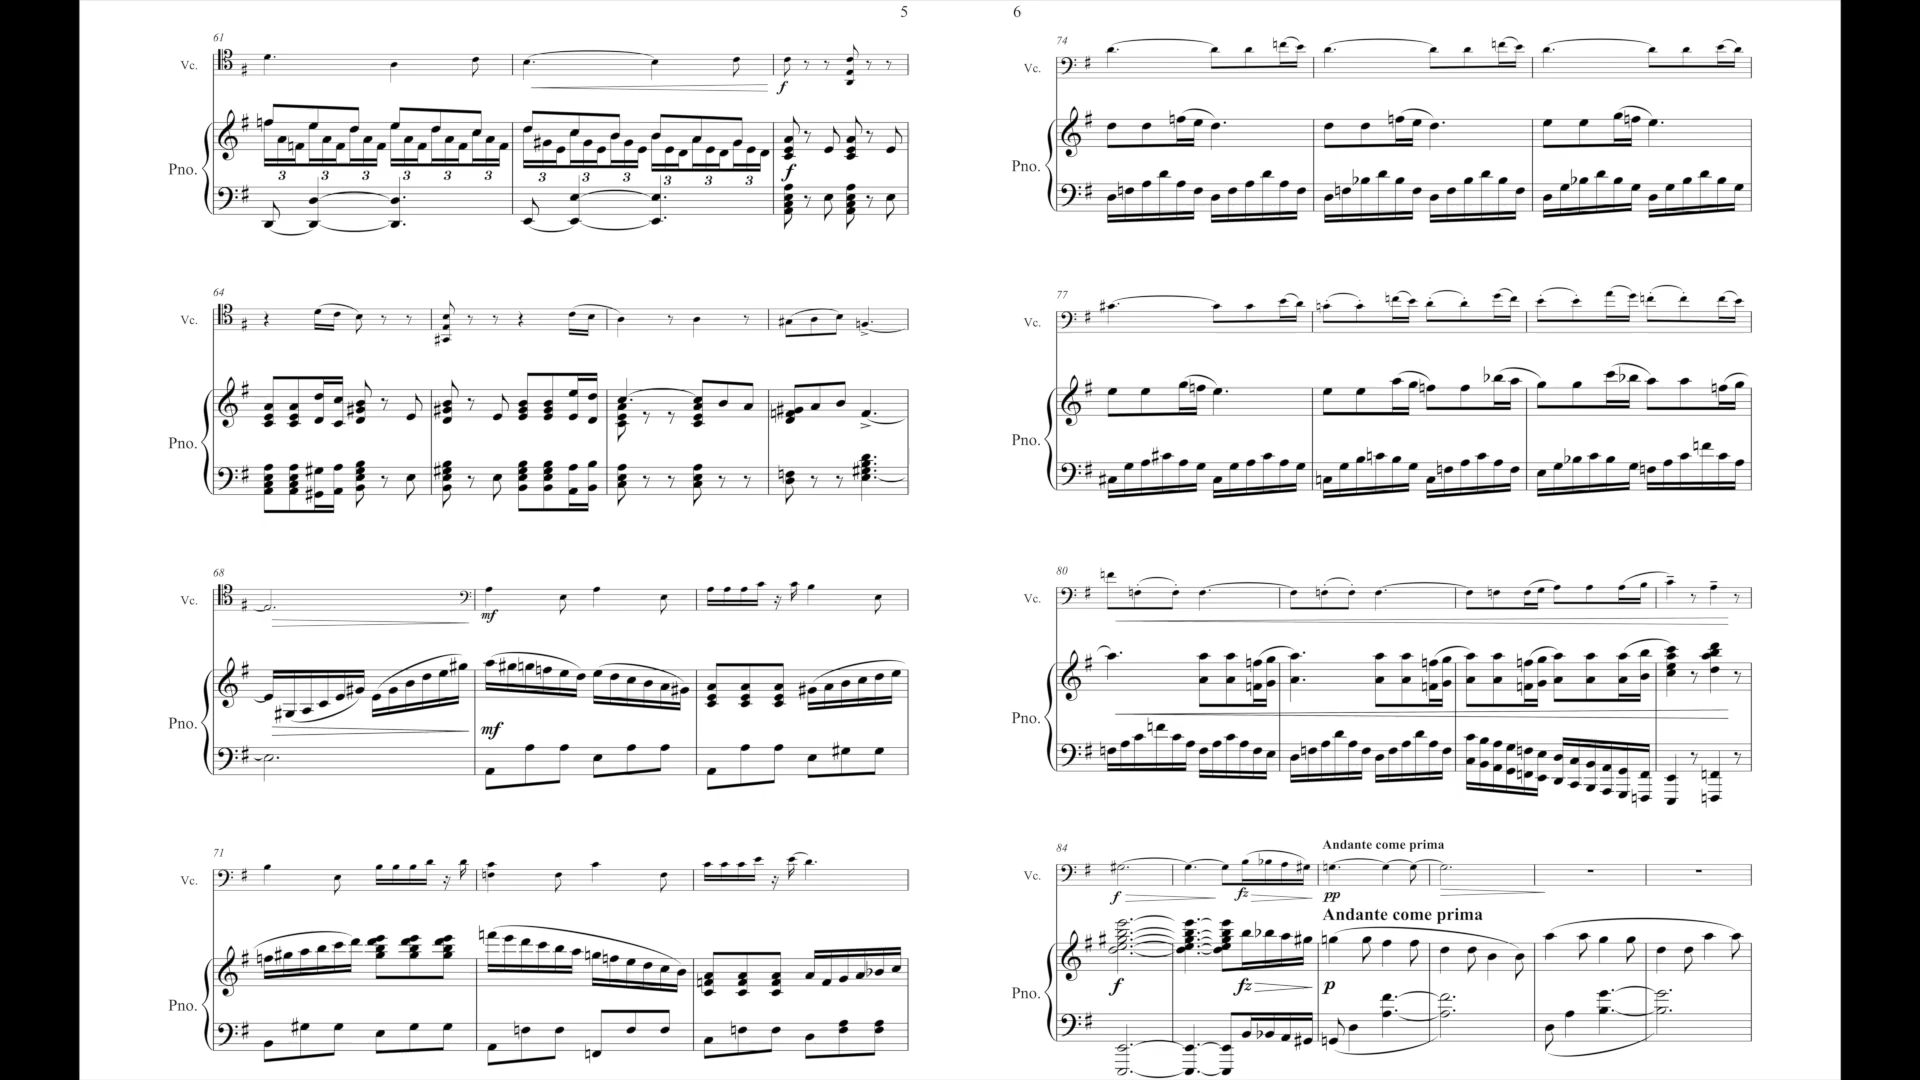 5
61
Vc.
f
Pno.
3 3 3 3 3 3 3 3 3 3 3
f
64
Vc.
Pno.
68
Vc.
mf
Pno.
mf
71
Vc.
Pno.
6
74
Vc.
Pno.
77
Vc.
Pno.
80
Vc.
Pno.
84
Andante come prima
Vc.
f fz pp
Andante come prima
Pno.
f fz p